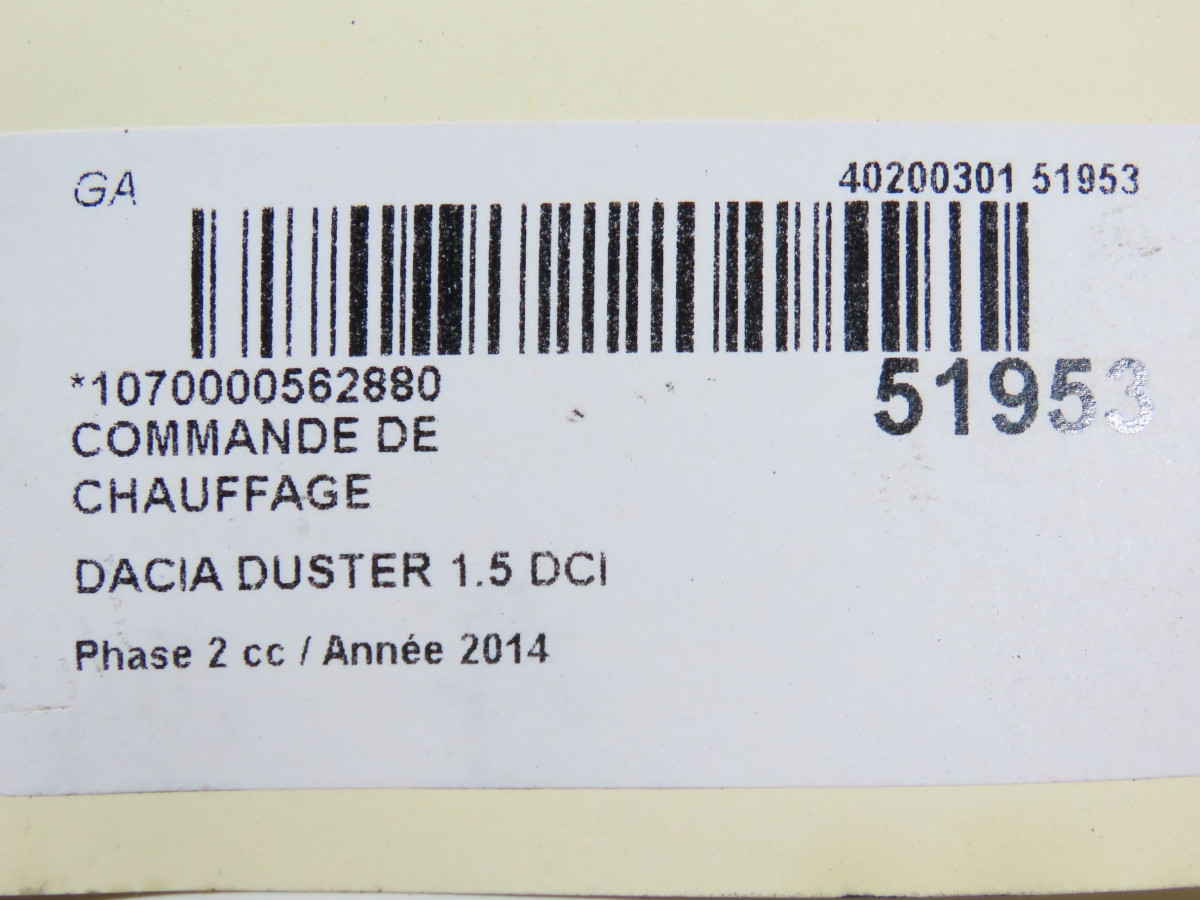 GA
40200301 51953
*1070000562880
51953
COMMANDE DE
CHAUFFAGE
DACIA DUSTER 1.5 DCI
Phase 2 cc / Année 2014